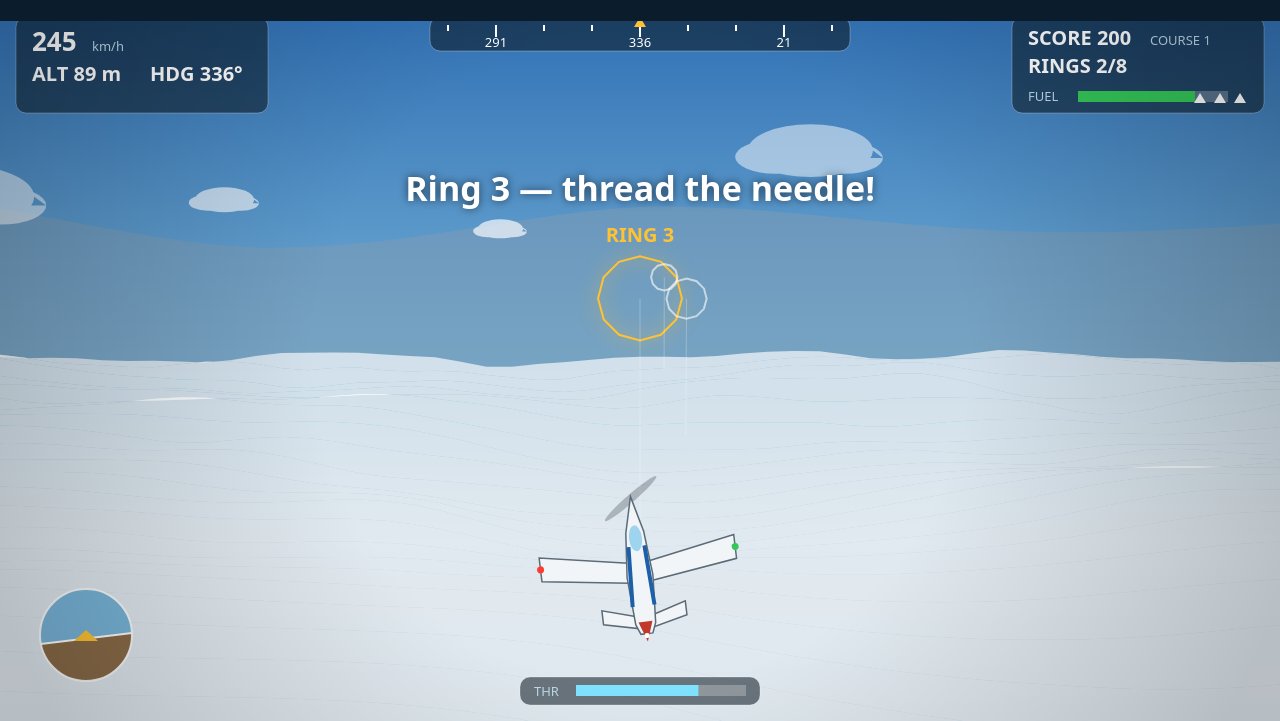 245 km/h
ALT 89 m HDG 336°
291 336 21
SCORE 200 COURSE 1
RINGS 2/8
FUEL
Ring 3 — thread the needle!
RING 3
THR